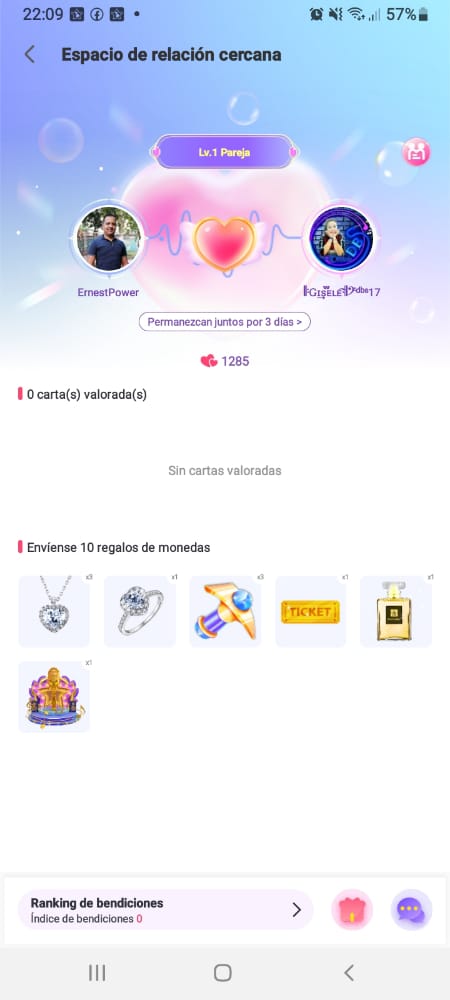 22:09
57%
Espacio de relación cercana
Lv.1 Pareja
ErnestPower
17
Permanezcan juntos por 3 días >
1285
0 carta(s) valorada(s)
Sin cartas valoradas
Envíense 10 regalos de monedas
x3
x1
x3
x1
x1
TICKET
x1
Ranking de bendiciones
Índice de bendiciones 0